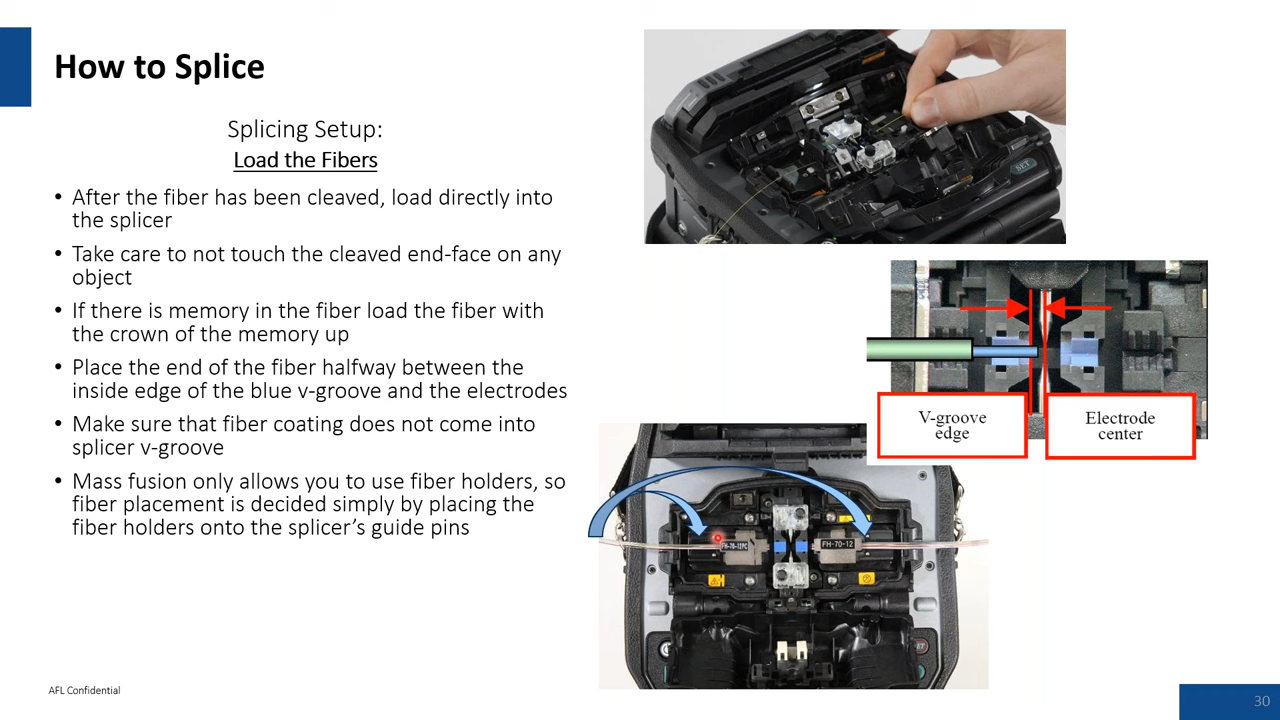 How to Splice
Splicing Setup:
Load the Fibers
• After the fiber has been cleaved, load directly into
the splicer
• Take care to not touch the cleaved end-face on any
object
• If there is memory in the fiber load the fiber with
the crown of the memory up
• Place the end of the fiber halfway between the
inside edge of the blue v-groove and the electrodes
• Make sure that fiber coating does not come into
splicer v-groove
• Mass fusion only allows you to use fiber holders, so
fiber placement is decided simply by placing the
fiber holders onto the splicer’s guide pins
SET
V-groove
edge
Electrode
center
FH-70-12PC
FH-70-12
AFL Confidential
30